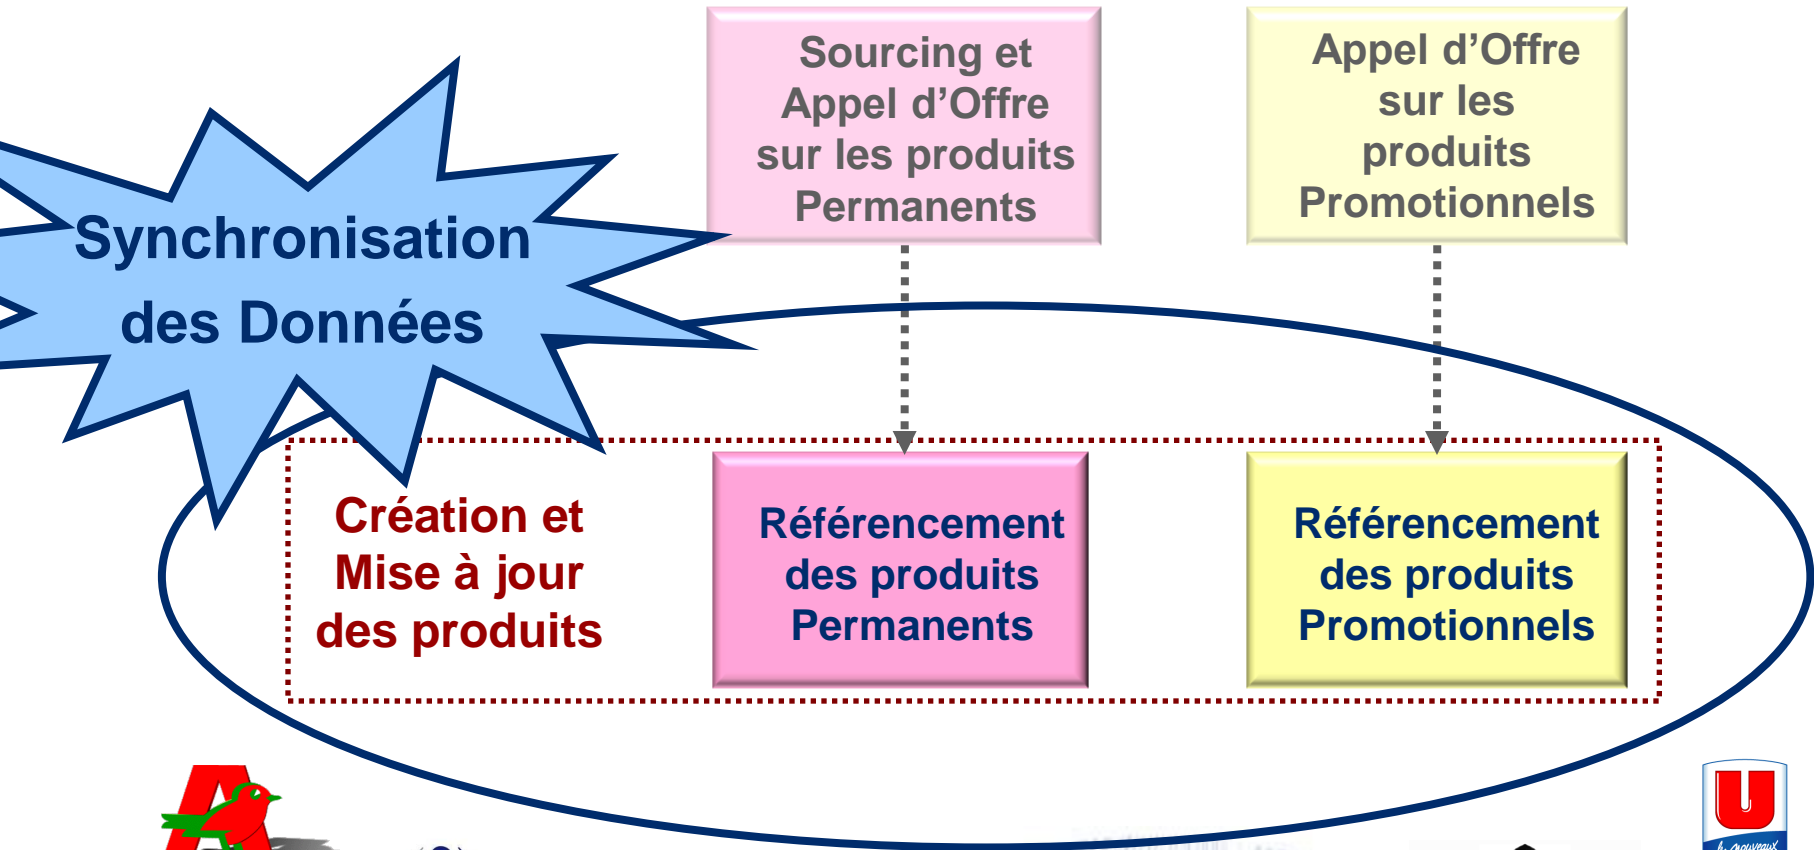 Sourcing et
Appel d’Offre
sur les produits
Permanents
Appel d’Offre
sur les
produits
Promotionnels
Synchronisation
des Données
Création et
Mise à jour
des produits
Référencement
des produits
Permanents
Référencement
des produits
Promotionnels
A
U